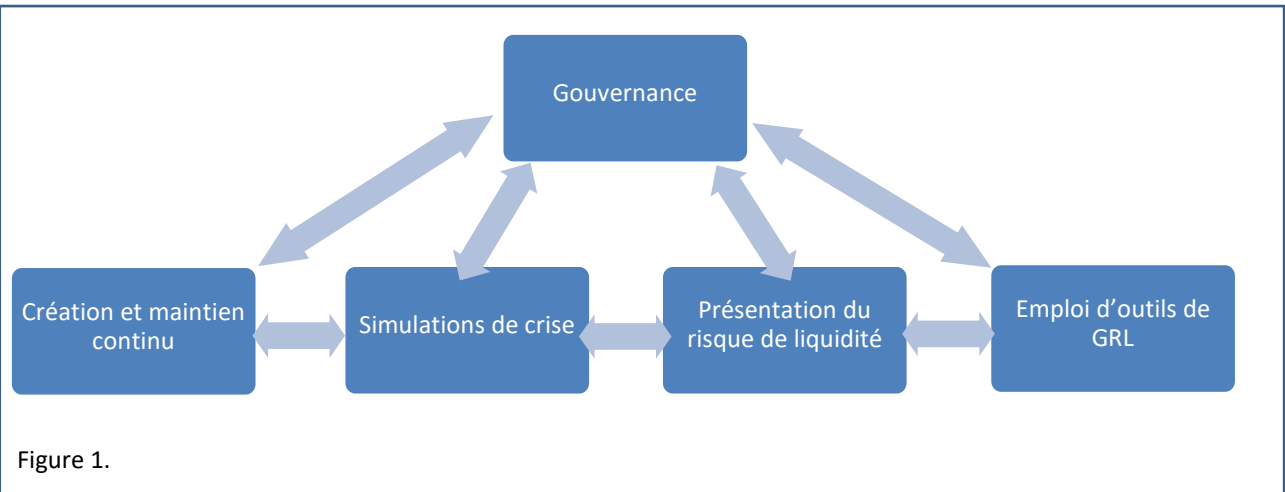 Gouvernance
Création et maintien
continu
Simulations de crise
Présentation du
risque de liquidité
Emploi d’outils de
GRL
Figure 1.